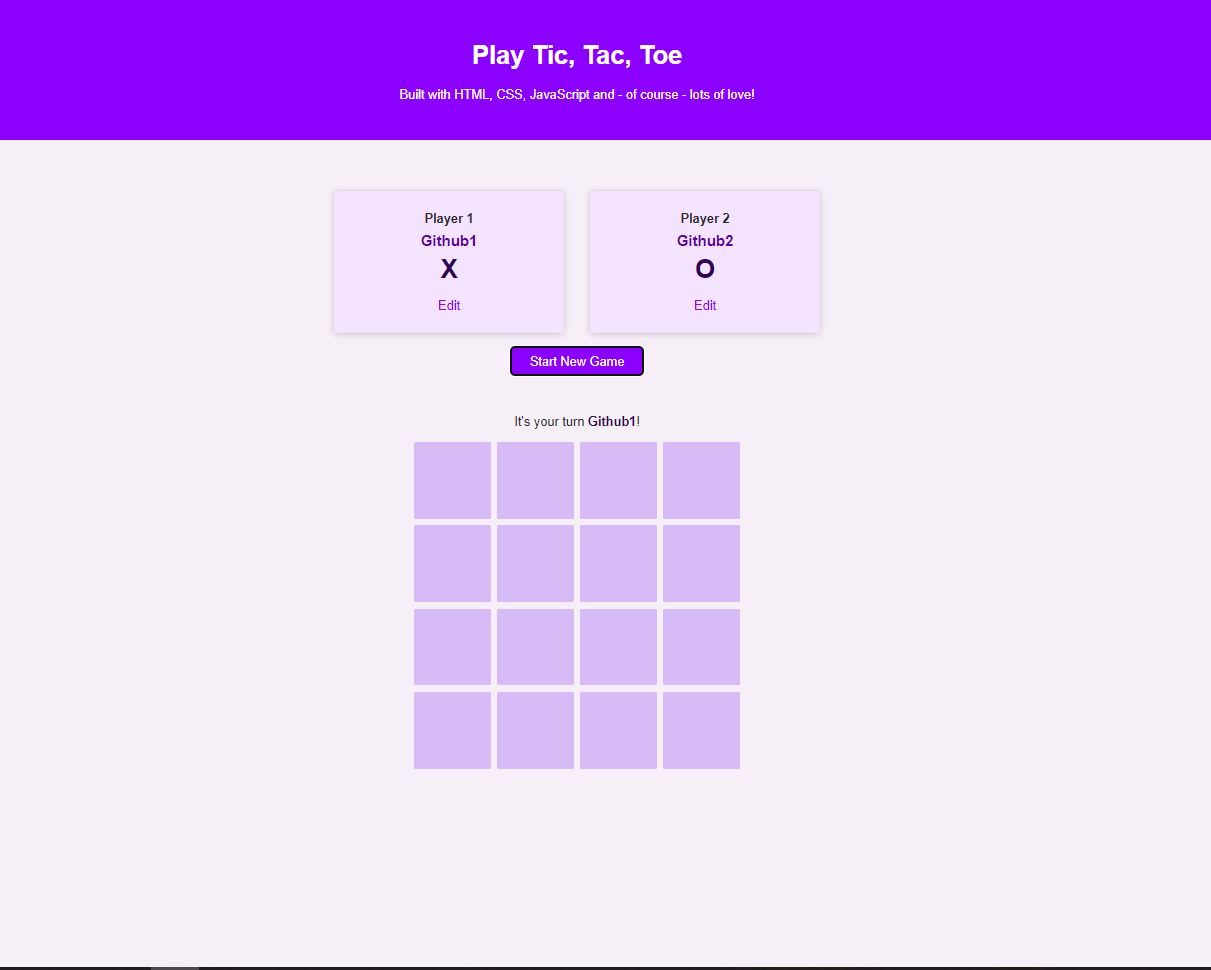 Play Tic, Tac, Toe
Built with HTML, CSS, JavaScript and - of course - lots of love!
Player 1
Github1
X
Edit
Player 2
Github2
O
Edit
Start New Game
It's your turn Github1!